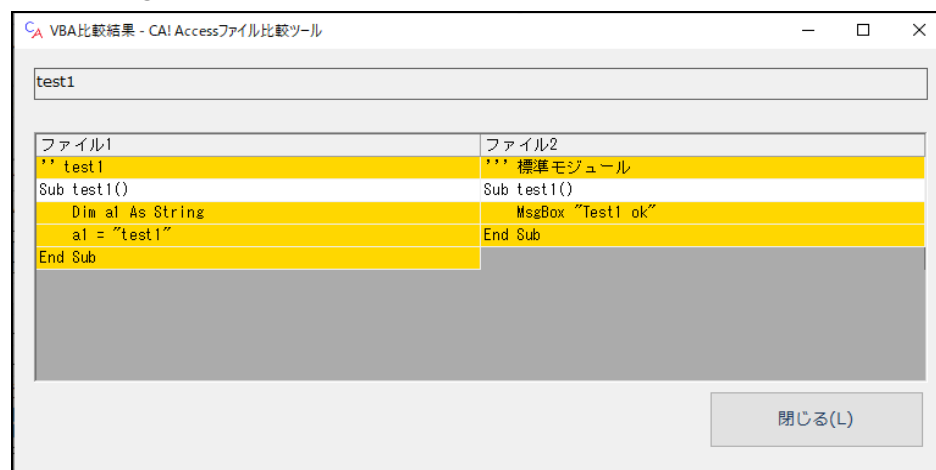 CA VBA比較結果 - CA! Accessファイル比較ツール
test1
ファイル1 ファイル2
'' test1 ''' 標準モジュール
Sub test1() Sub test1()
Dim a1 As String MsgBox "Test1 ok"
a1 = "test1" End Sub
End Sub
閉じる(L)